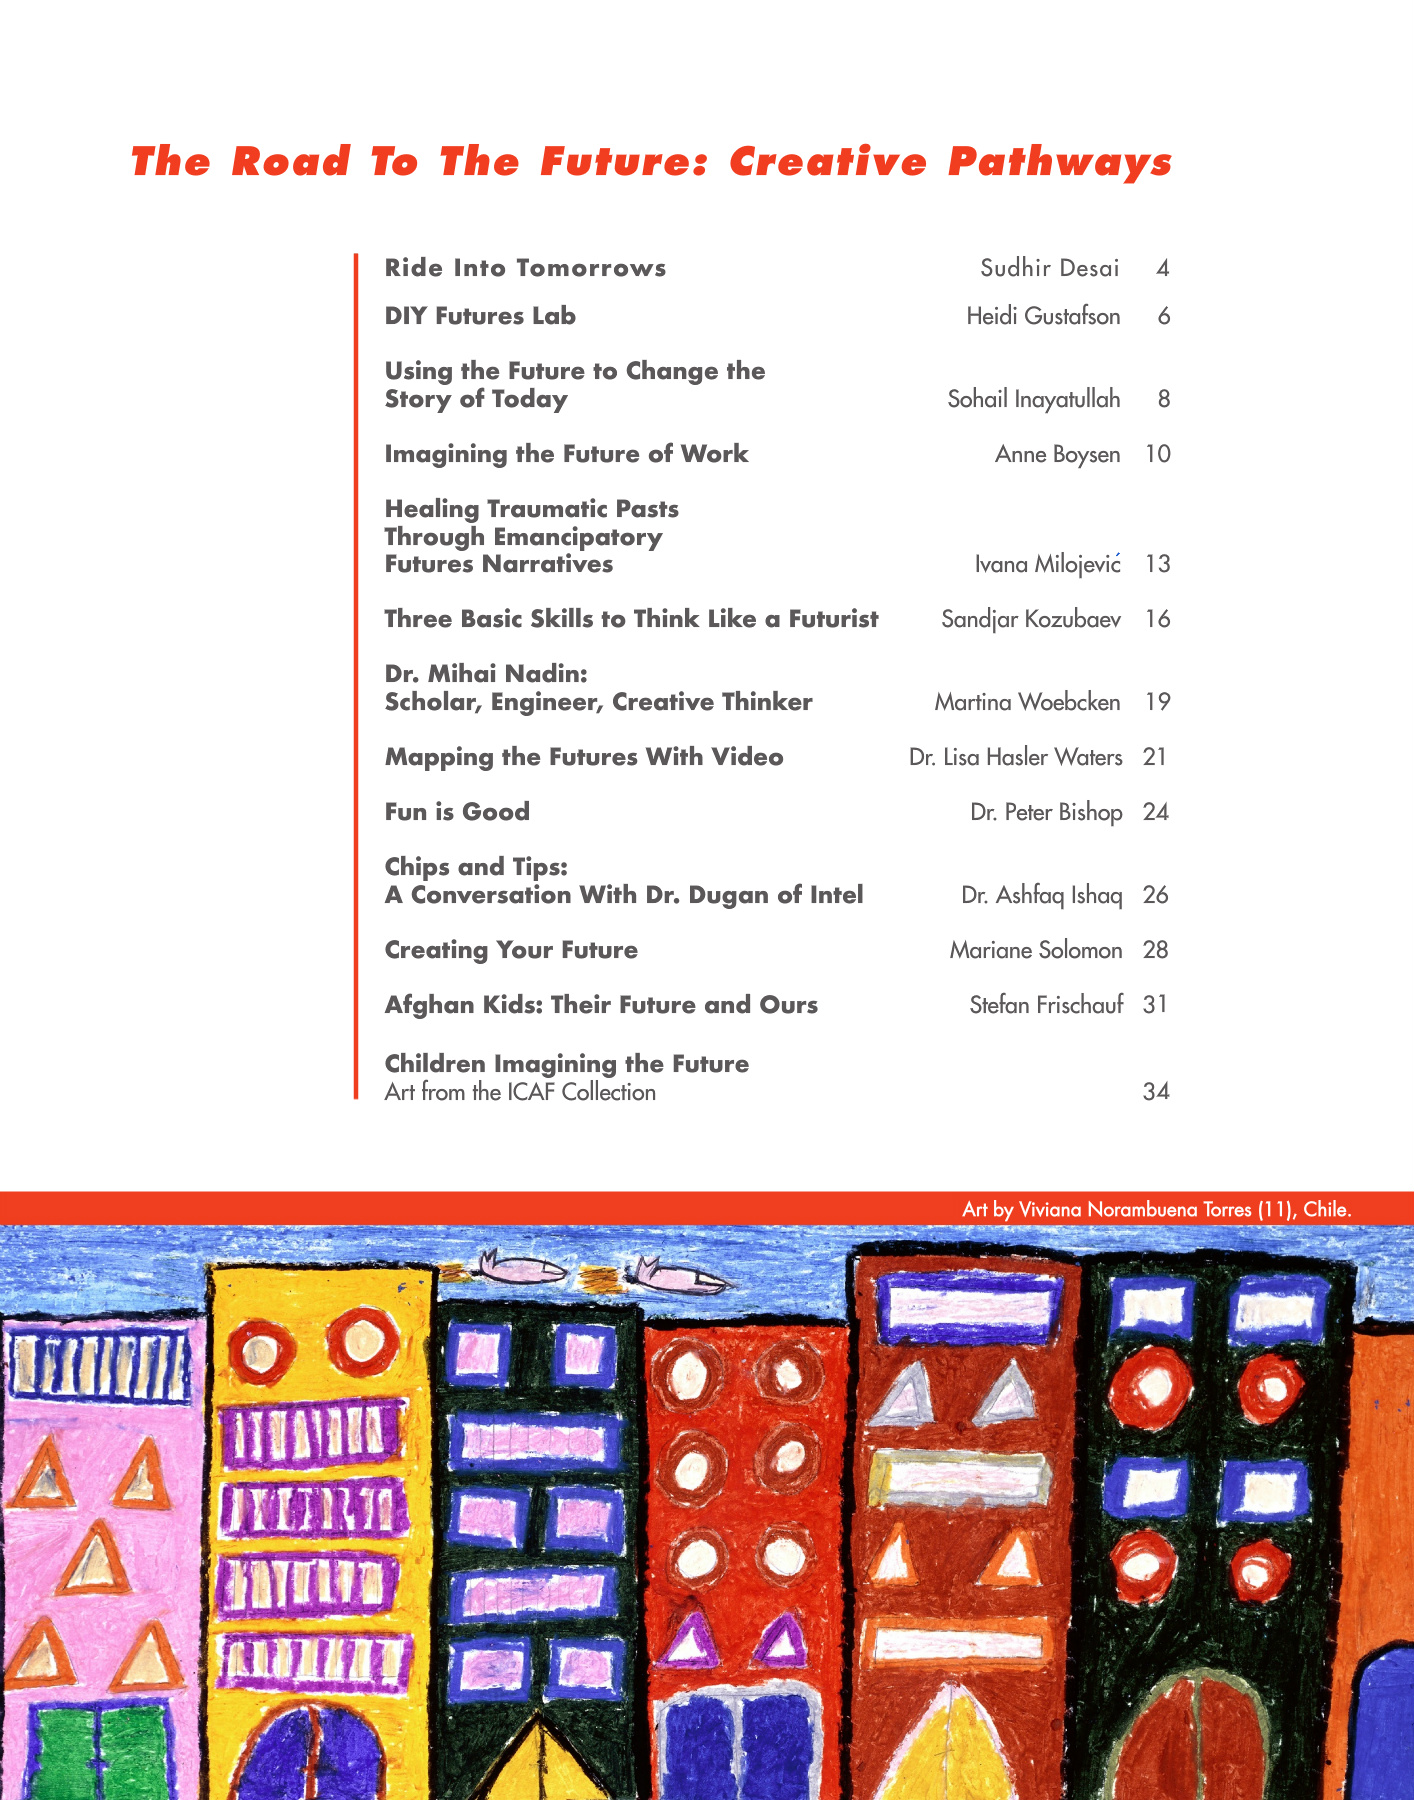 The Road To The Future: Creative Pathways
Ride Into Tomorrows Sudhir Desai 4
DIY Futures Lab Heidi Gustafson 6
Using the Future to Change the
Story of Today Sohail Inayatullah 8
Imagining the Future of Work Anne Boysen 10
Healing Traumatic Pasts
Through Emancipatory
Futures Narratives Ivana Milojević 13
Three Basic Skills to Think Like a Futurist Sandjar Kozubaev 16
Dr. Mihai Nadin:
Scholar, Engineer, Creative Thinker Martina Woebcken 19
Mapping the Futures With Video Dr. Lisa Hasler Waters 21
Fun is Good Dr. Peter Bishop 24
Chips and Tips:
A Conversation With Dr. Dugan of Intel Dr. Ashfaq Ishaq 26
Creating Your Future Mariane Solomon 28
Afghan Kids: Their Future and Ours Stefan Frischauf 31
Children Imagining the Future
Art from the ICAF Collection 34
Art by Viviana Norambuena Torres (11), Chile.